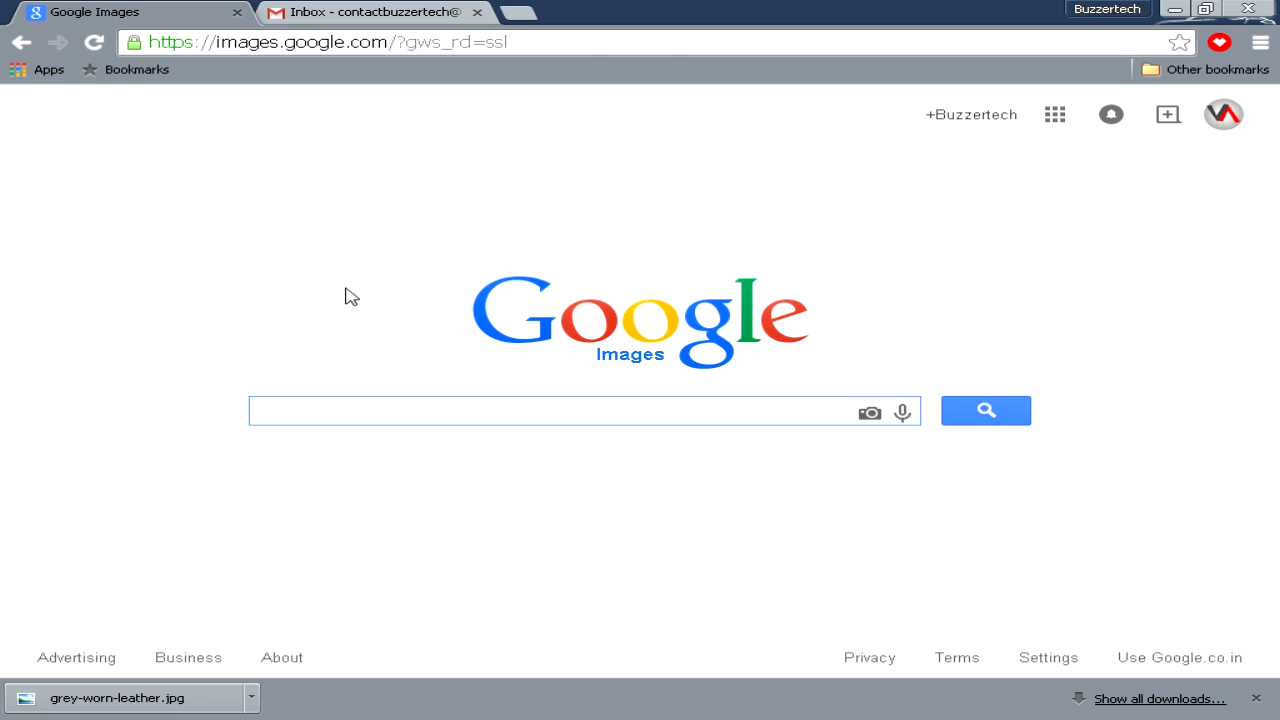 Google Images
Inbox - contactbuzzertech@
Buzzertech
https://images.google.com/?gws_rd=ssl
Apps
Bookmarks
Other bookmarks
+Buzzertech
Google
Images
Advertising
Business
About
Privacy
Terms
Settings
Use Google.co.in
grey-worn-leather.jpg
Show all downloads...